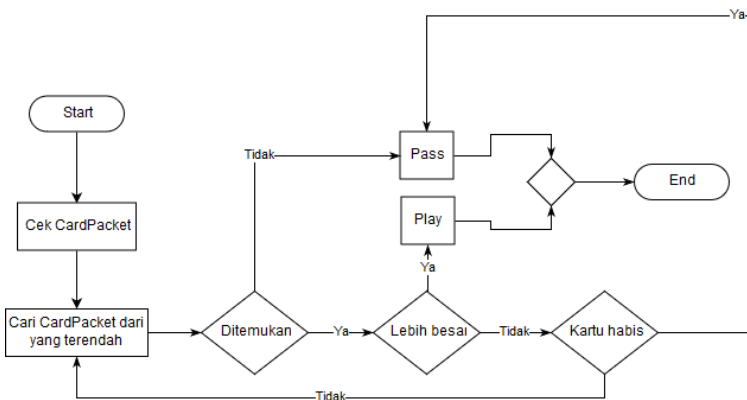 Ya
Start
Tidak
Pass
End
Cek CardPacket
Play
Ya
Cari CardPacket dari
yang terendah
Ditemukan
Ya
Lebih besar
Tidak
Kartu habis
Tidak